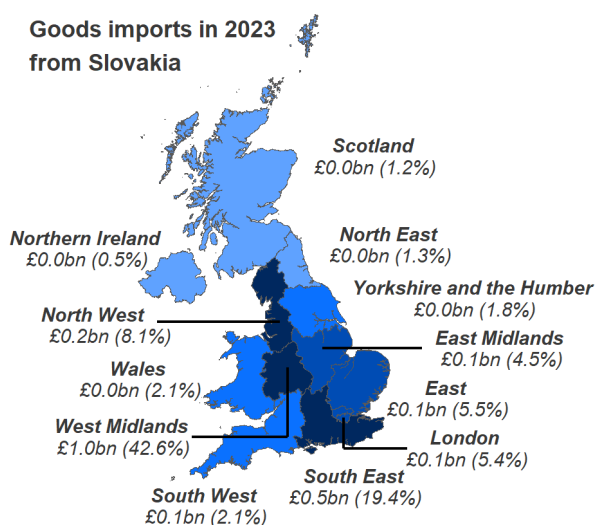 Goods imports in 2023
from Slovakia
Scotland
£0.0bn (1.2%)
Northern Ireland
£0.0bn (0.5%)
North East
£0.0bn (1.3%)
Yorkshire and the Humber
£0.0bn (1.8%)
North West
£0.2bn (8.1%)
East Midlands
£0.1bn (4.5%)
Wales
£0.0bn (2.1%)
East
£0.1bn (5.5%)
West Midlands
£1.0bn (42.6%)
London
£0.1bn (5.4%)
South East
£0.5bn (19.4%)
South West
£0.1bn (2.1%)